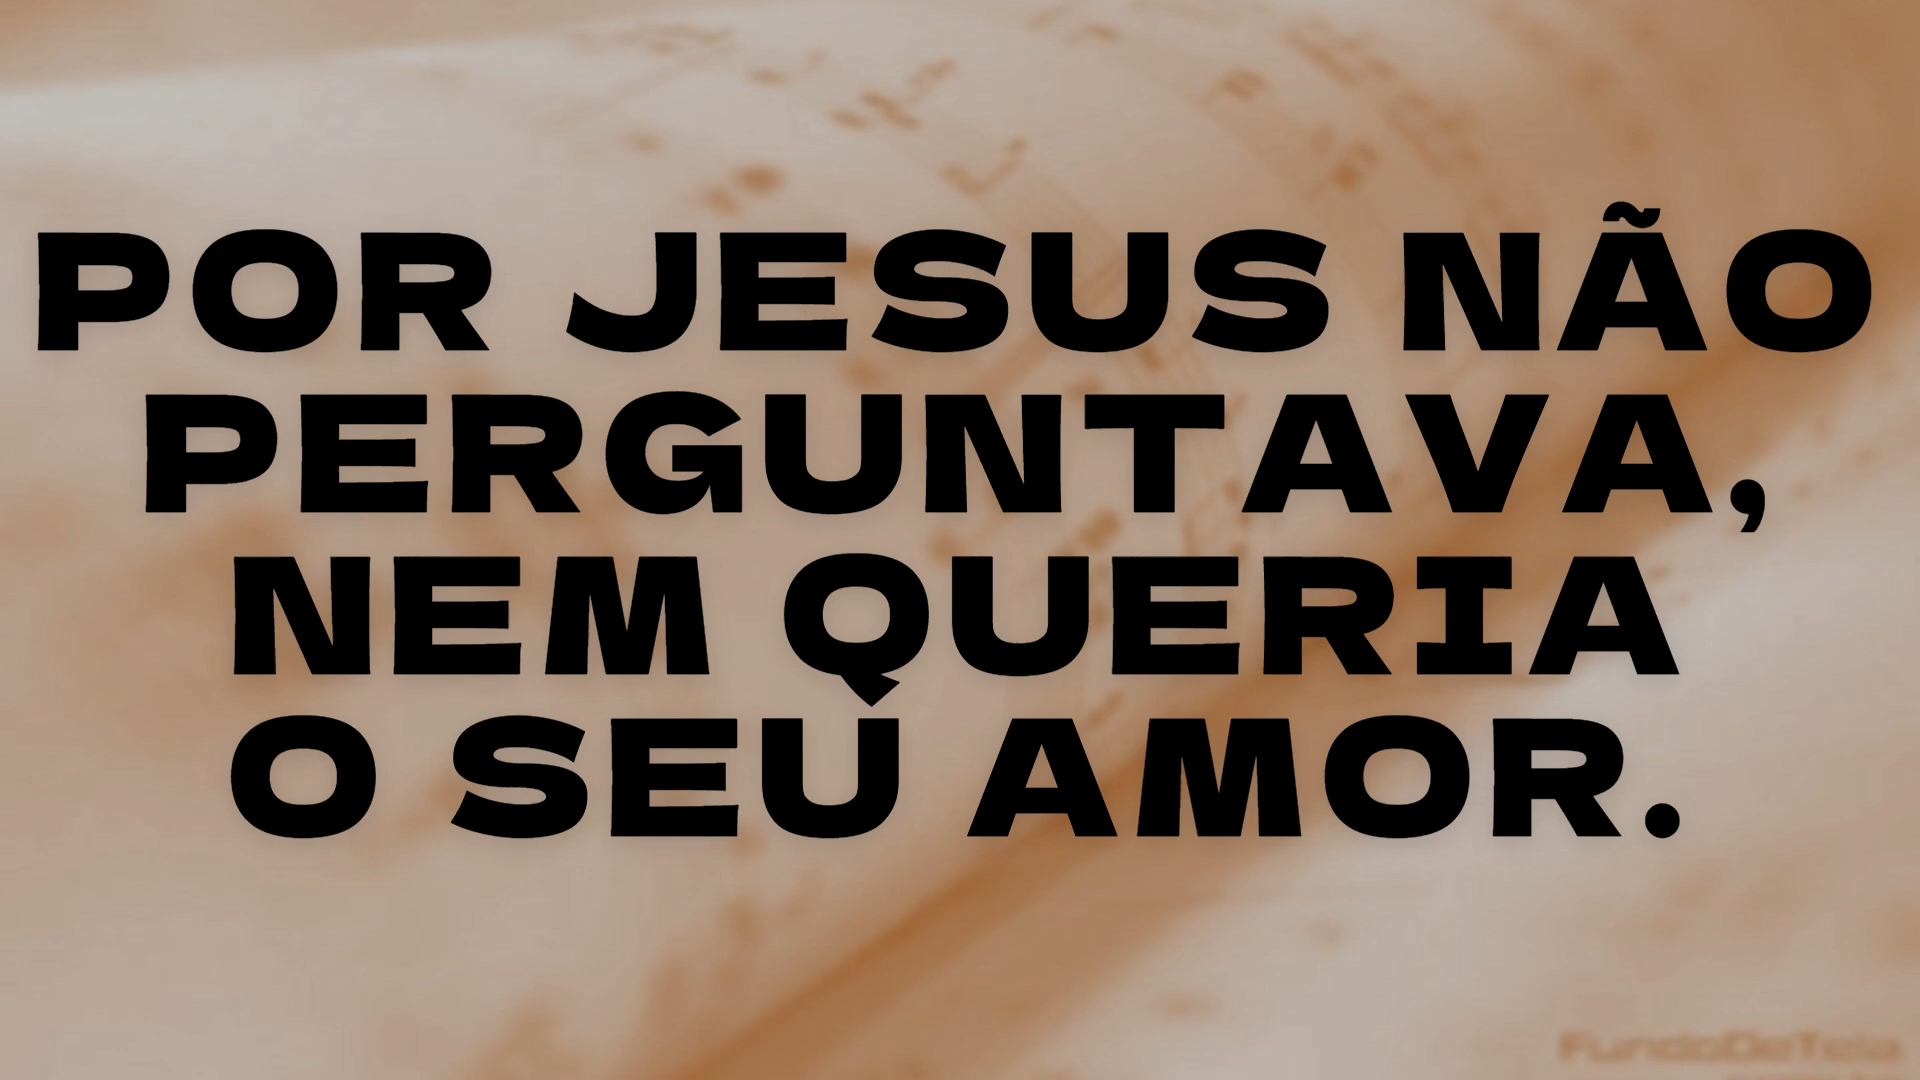 POR JESUS NÃO
PERGUNTAVA,
NEM QUERIA
O SEU AMOR.
FundoDeTela